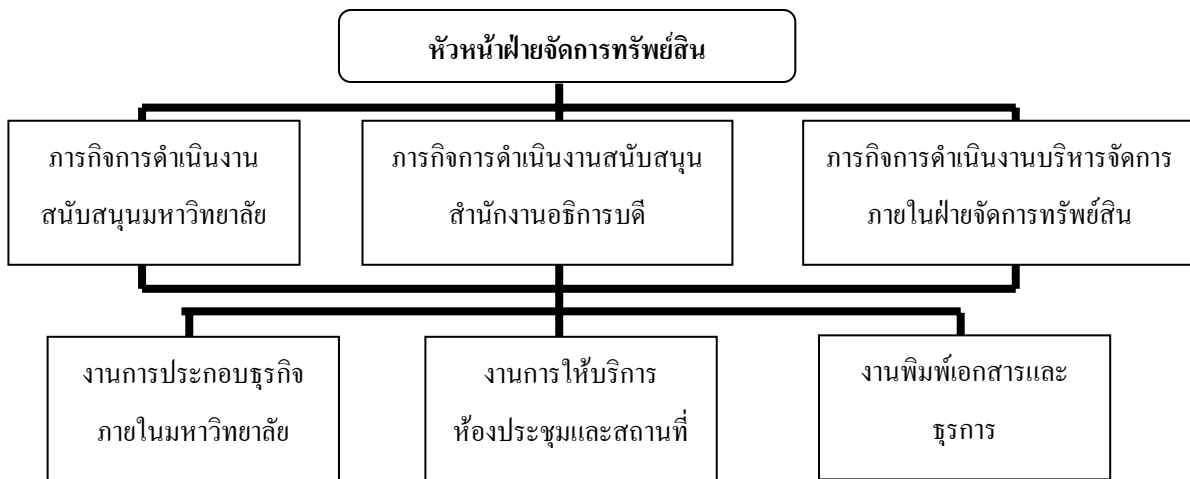 หัวหน้าฝ่ายจัดการทรัพย์สิน
ภารกิจการดำเนินงาน
สนับสนุนมหาวิทยาลัย
ภารกิจการดำเนินงานสนับสนุน
สำนักงานอธิการบดี
ภารกิจการดำเนินงานบริหารจัดการ
ภายในฝ่ายจัดการทรัพย์สิน
งานการประกอบธุรกิจ
ภายในมหาวิทยาลัย
งานการให้บริการ
ห้องประชุมและสถานที่
งานพิมพ์เอกสารและ
ธุรการ